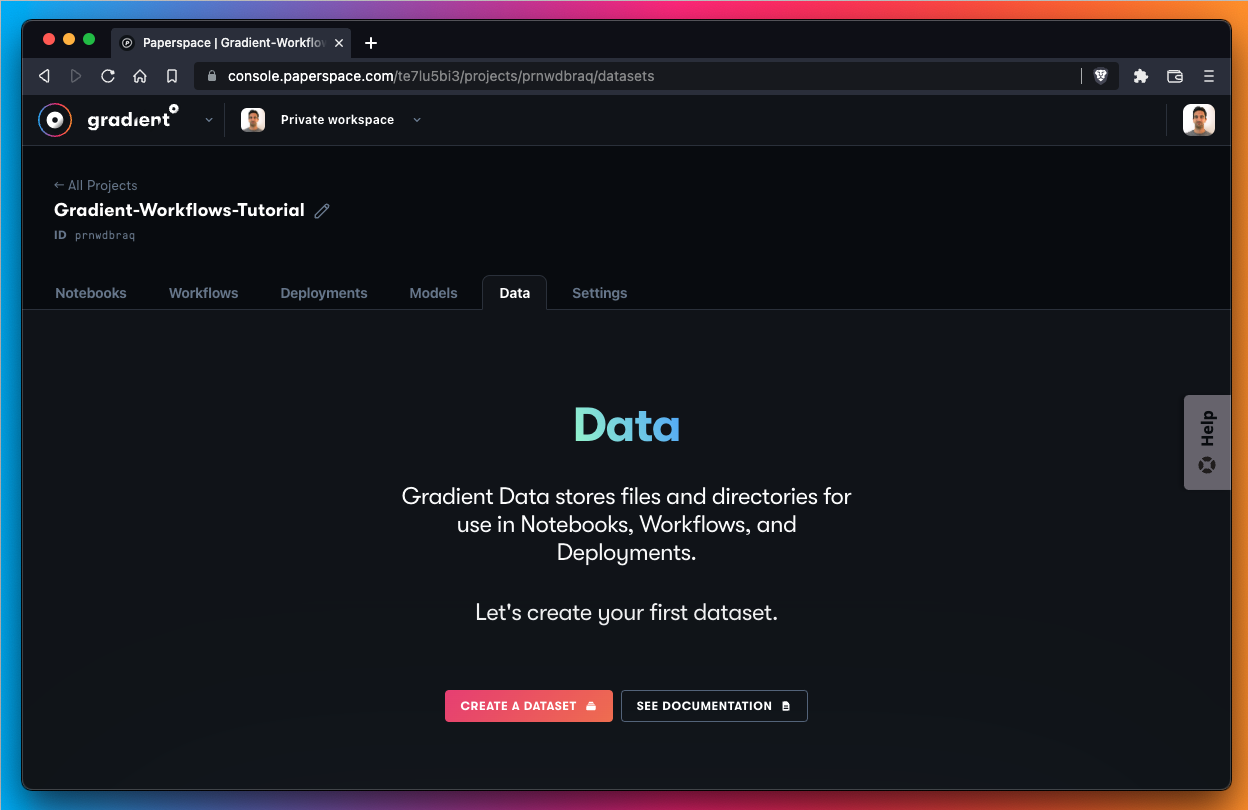 Paperspace | Gradient-Workflow
console.paperspace.com/te7lu5bi3/projects/prnwdbraq/datasets
gradient
Private workspace
← All Projects
Gradient-Workflows-Tutorial
ID prnwdbraq
Notebooks Workflows Deployments Models Data Settings
Data
Gradient Data stores files and directories for
use in Notebooks, Workflows, and
Deployments.
Let's create your first dataset.
CREATE A DATASET SEE DOCUMENTATION
Help